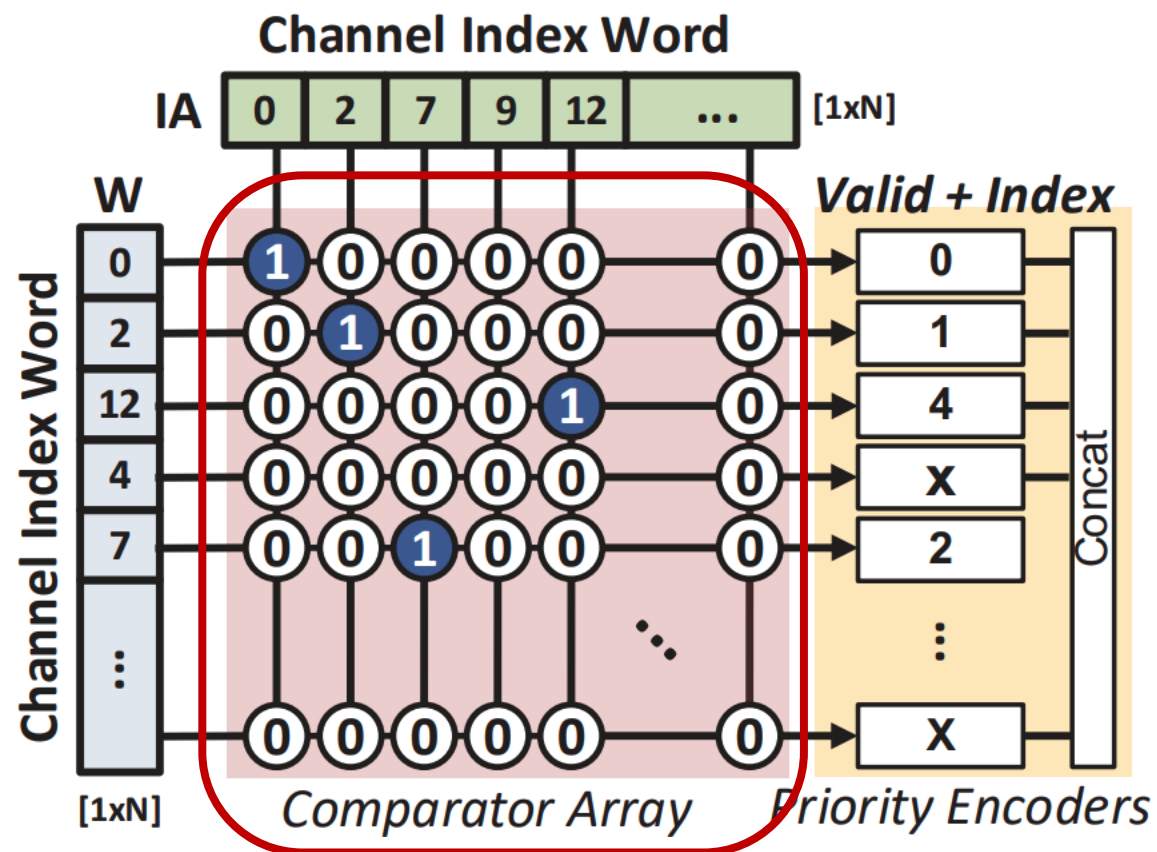 Channel Index Word
IA 0 2 7 9 12 ... [1xN]
W
Valid + Index
Channel Index Word
0 1 0 0 0 0 0 0
2 0 1 0 0 0 0 1
12 0 0 0 0 1 0 4
4 0 0 0 0 0 0 X
7 0 0 1 0 0 0 2
... ... ...
0 0 0 0 0 0 X
Concat
[1xN]
Comparator Array
Priority Encoders